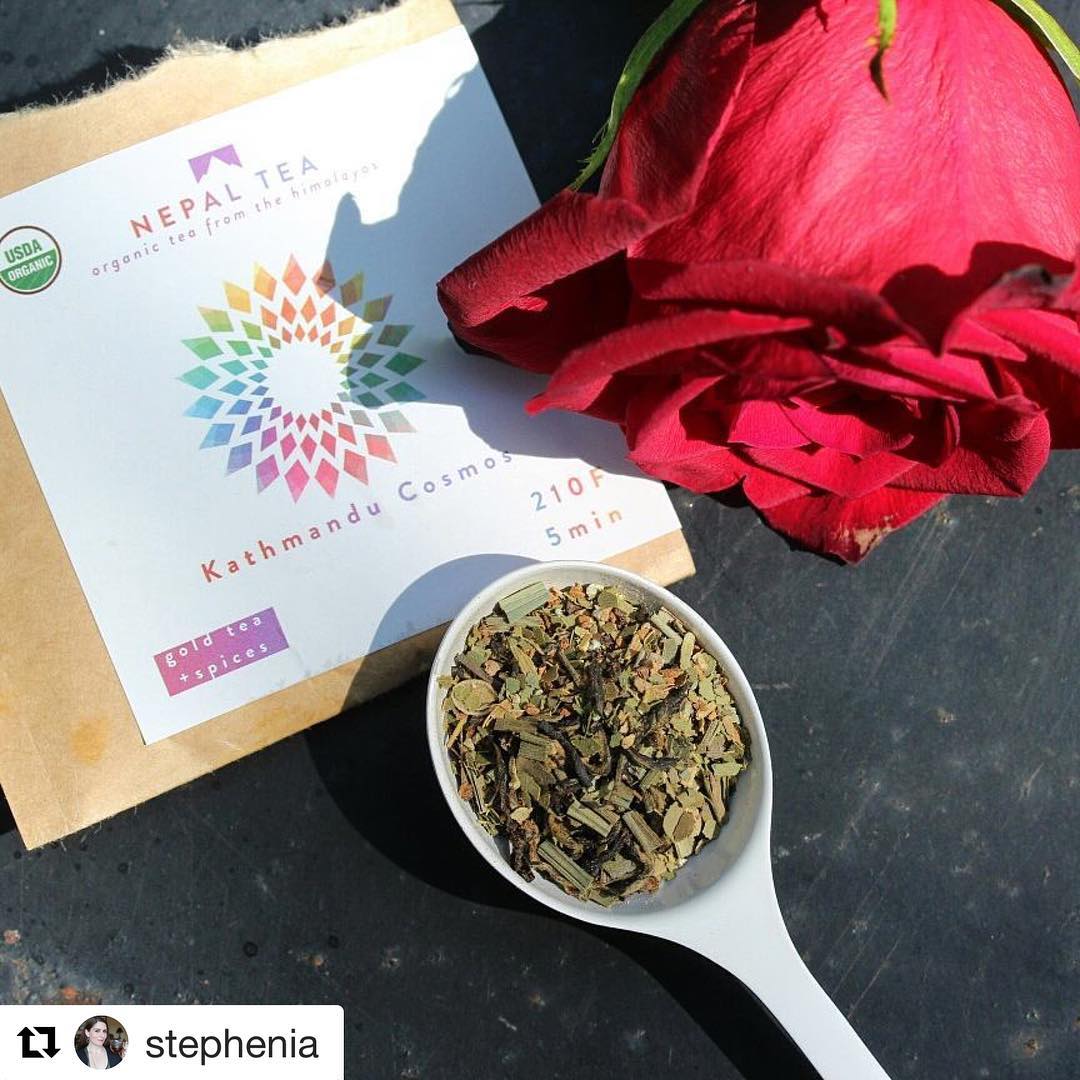 NEPAL TEA
organic tea from the himalayas
USDA
ORGANIC
Kathmandu Cosmos
210F
5min
gold tea
+spices
stephenia